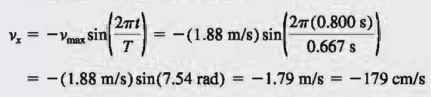 vₓ = −v_max sin(2πt/T) = −(1.88 m/s) sin(2π(0.800 s)/0.667 s)
= −(1.88 m/s) sin(7.54 rad) = −1.79 m/s = −179 cm/s